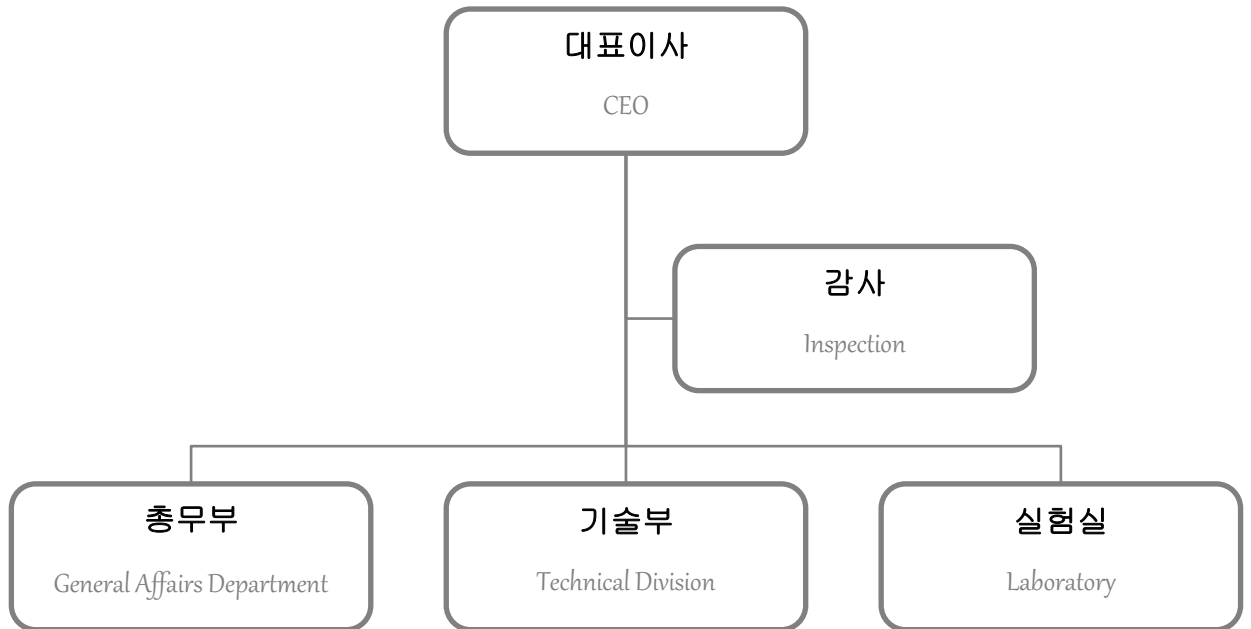 대표이사
CEO
감사
Inspection
총무부
General Affairs Department
기술부
Technical Division
실험실
Laboratory